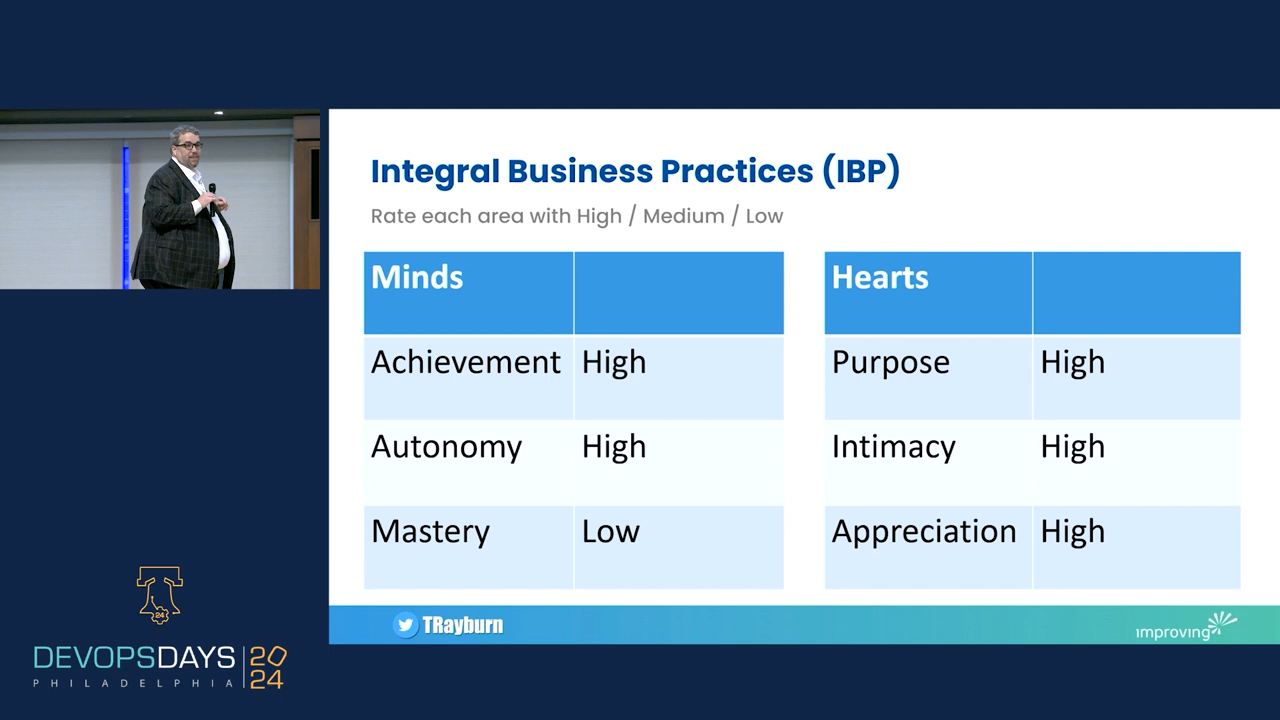 Integral Business Practices (IBP)
Rate each area with High / Medium / Low
Minds
Achievement High
Autonomy High
Mastery Low
Hearts
Purpose High
Intimacy High
Appreciation High
TRayburn
improving
24
DEVOPSDAYS 2024
PHILADELPHIA